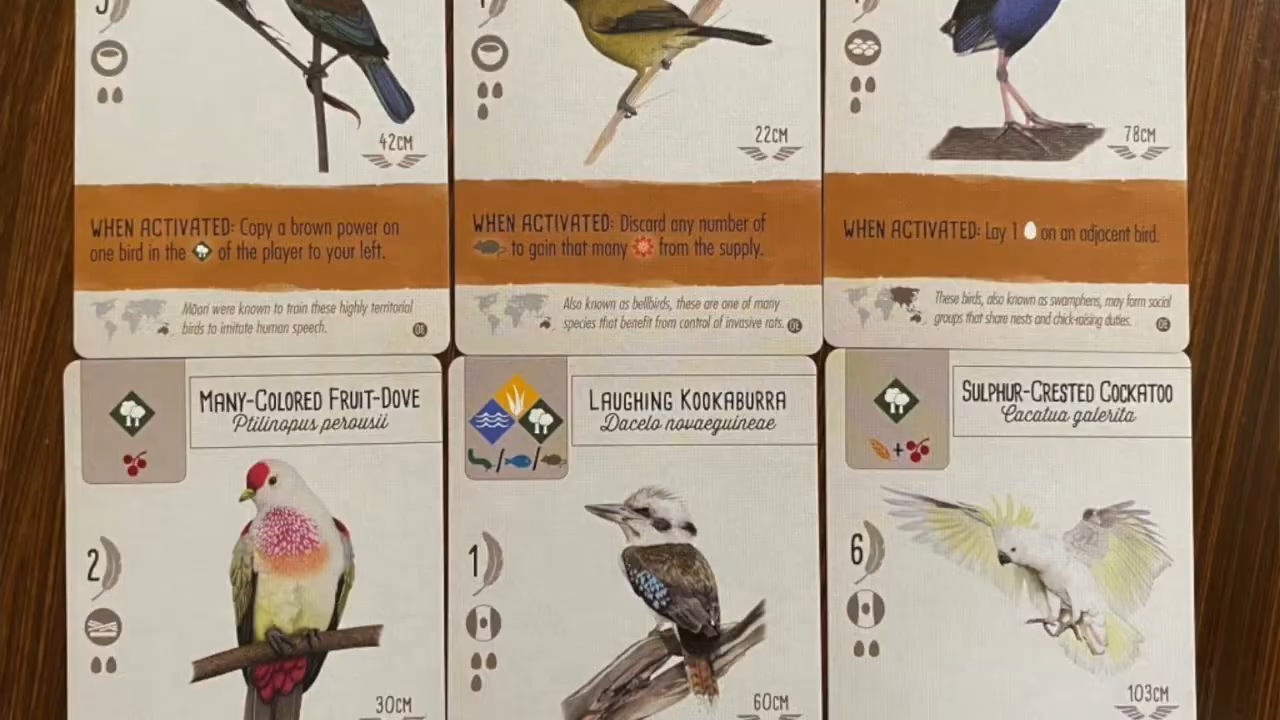 42CM
22CM
78CM
WHEN ACTIVATED: Copy a brown power on
one bird in the of the player to your left.
WHEN ACTIVATED: Discard any number of
to gain that many from the supply.
WHEN ACTIVATED: Lay 1 on an adjacent bird.
Māori were known to train these highly territorial
birds to imitate human speech.
OE
Also known as bellbirds, these are one of many
species that benefit from control of invasive rats.
OE
These birds, also known as swamphens, may form social
groups that share nests and chick-raising duties.
OE
MANY-COLORED FRUIT-DOVE
Ptilinopus perousii
2
30CM
LAUGHING KOOKABURRA
Dacelo novaeguineae
/ /
1
60CM
SULPHUR-CRESTED COCKATOO
Cacatua galerita
+
6
103CM